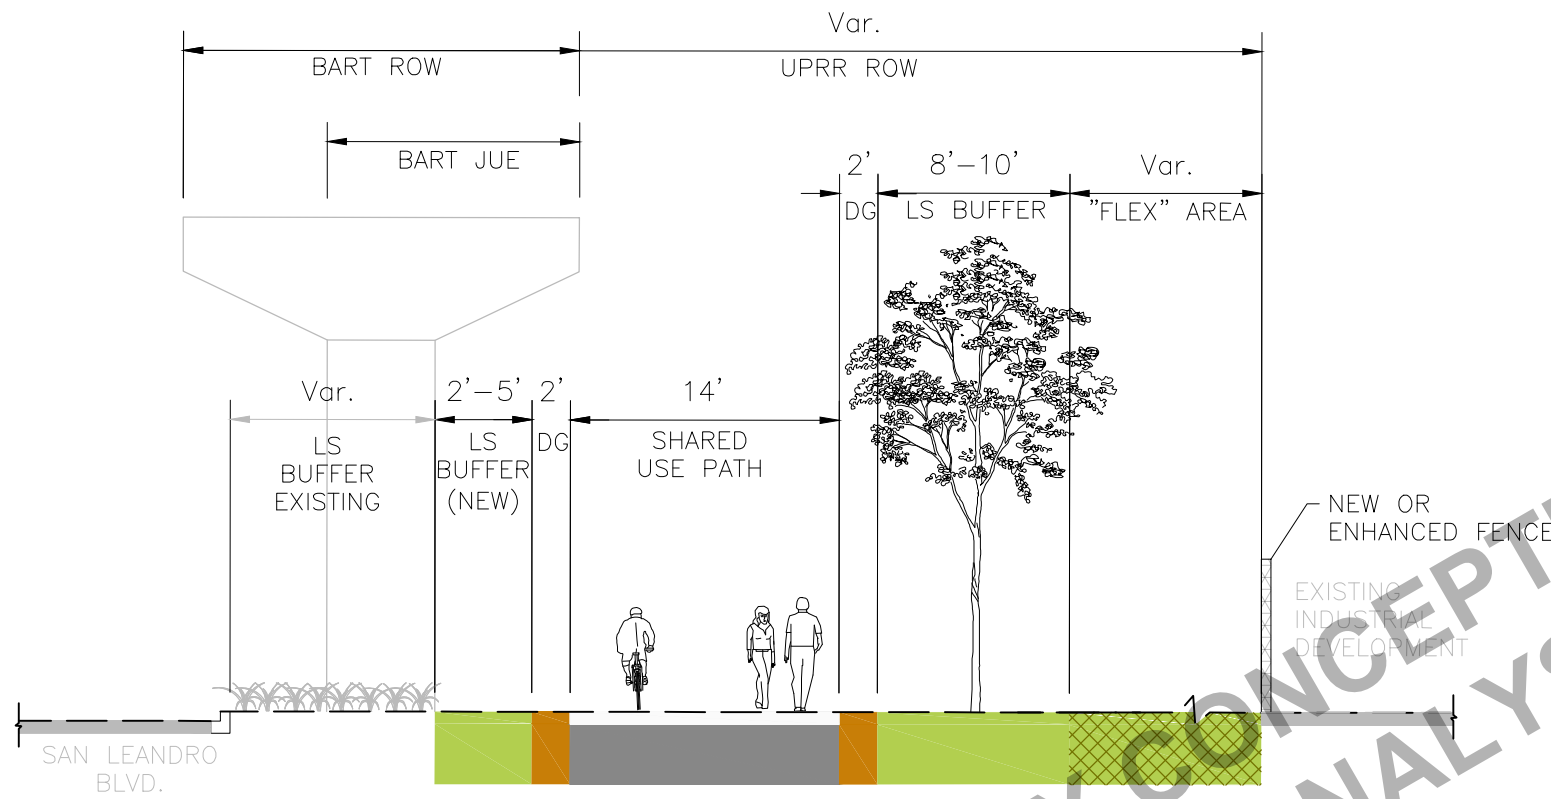 Var.
BART ROW
UPRR ROW
BART JUE
2' 8'-10' Var.
DG LS BUFFER "FLEX" AREA
Var. 2'-5' 2' 14'
LS
BUFFER
EXISTING
LS
BUFFER
(NEW)
DG
SHARED
USE PATH
NEW OR
ENHANCED FENCE
EXISTING
INDUSTRIAL
DEVELOPMENT
SAN LEANDRO
BLVD.